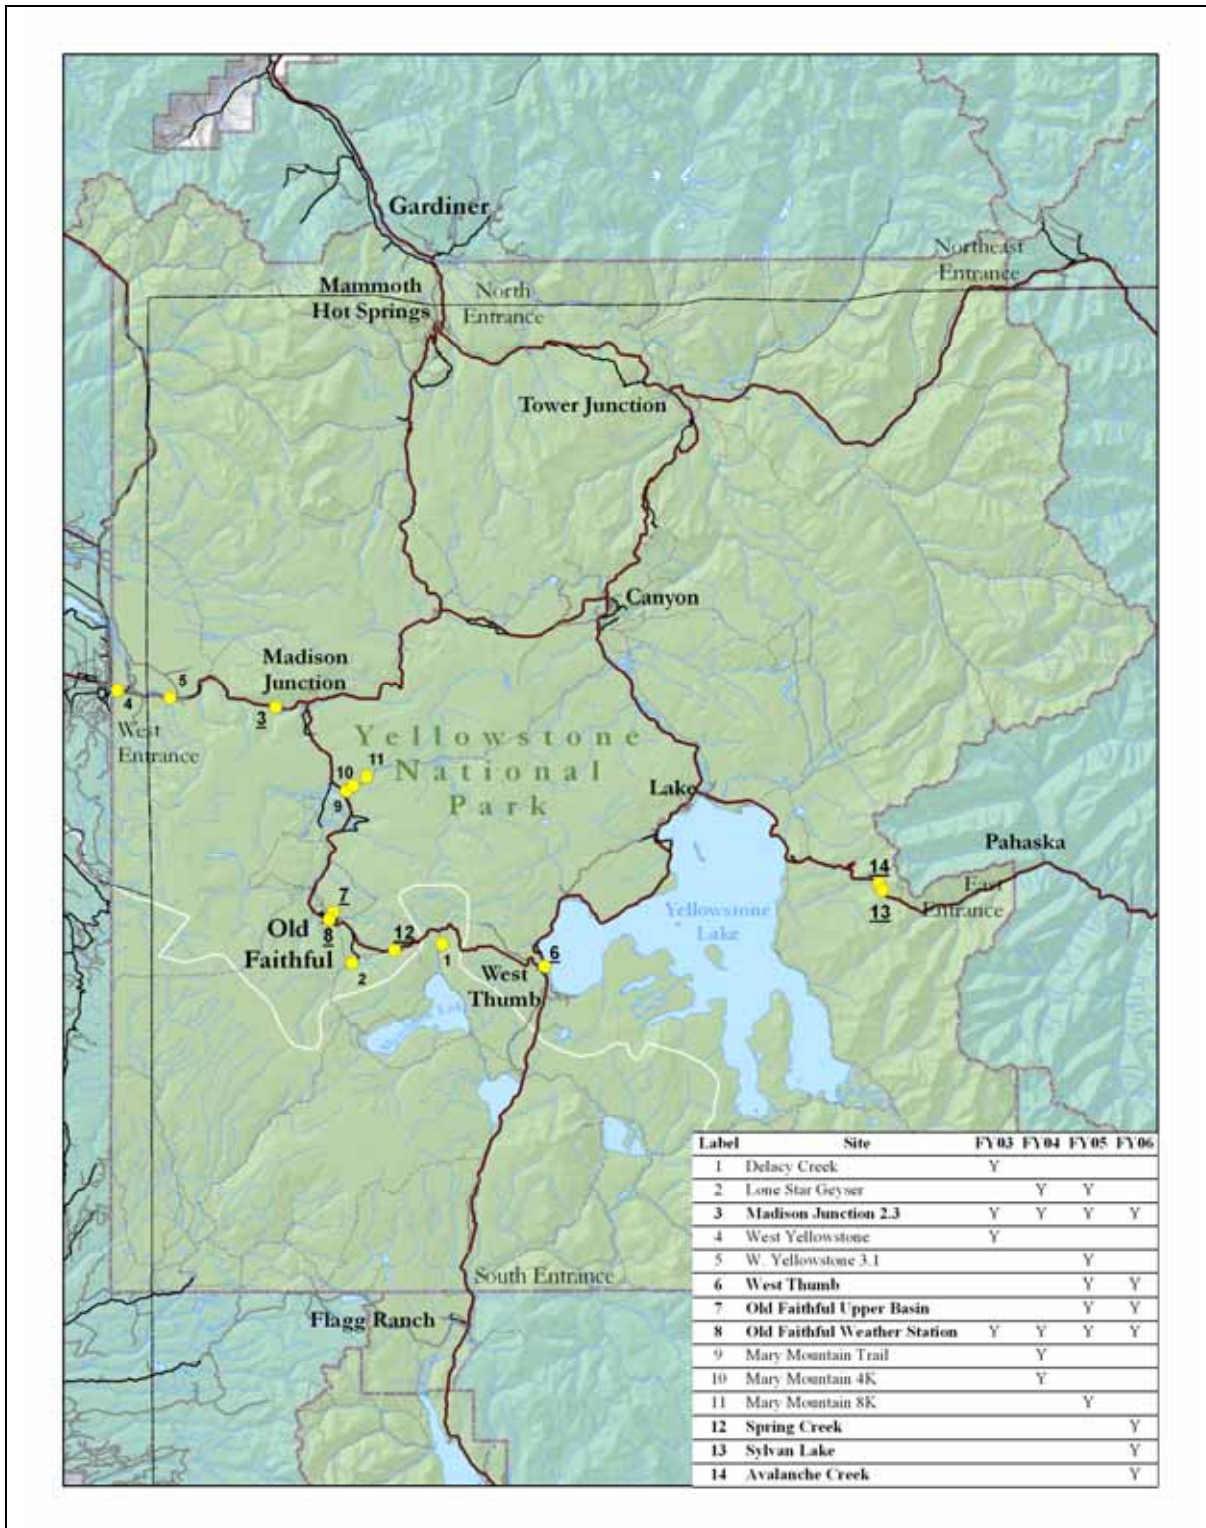 Gardiner
Northeast
Entrance
Mammoth
Hot Springs
North
Entrance
Tower Junction
Canyon
Madison
Junction
5
4
3
West
Entrance
Yellowstone
National
Park
11
10
9
Lake
Pahaska
14
East
Entrance
13
7
Old
8
Faithful
12
2
1
Yellowstone
Lake
6
West
Thumb
South Entrance
Flagg Ranch
Label Site FY03 FY04 FY05 FY06
1 Delacy Creek Y
2 Lone Star Geyser Y Y
3 Madison Junction 2.3 Y Y Y Y
4 West Yellowstone Y
5 W. Yellowstone 3.1 Y
6 West Thumb Y Y
7 Old Faithful Upper Basin Y Y
8 Old Faithful Weather Station Y Y Y Y
9 Mary Mountain Trail Y
10 Mary Mountain 4K Y
11 Mary Mountain 8K Y
12 Spring Creek Y
13 Sylvan Lake Y
14 Avalanche Creek Y